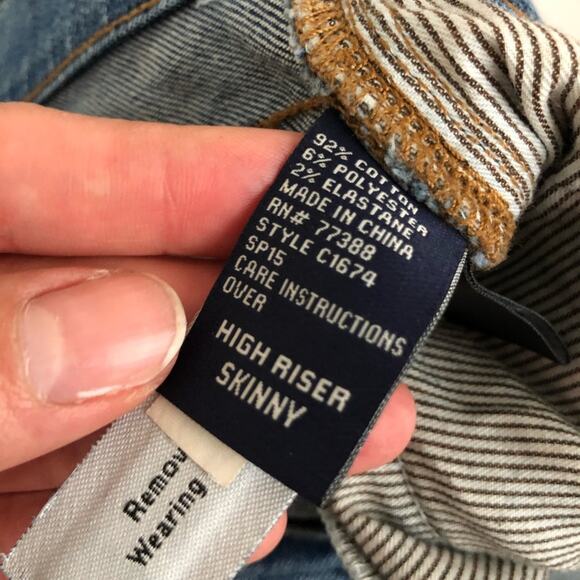 92% COTTON
6% POLYESTER
2% ELASTANE
MADE IN CHINA
RN# 77388
STYLE C1674
SP15
CARE INSTRUCTIONS
OVER
HIGH RISER
SKINNY
Wearing